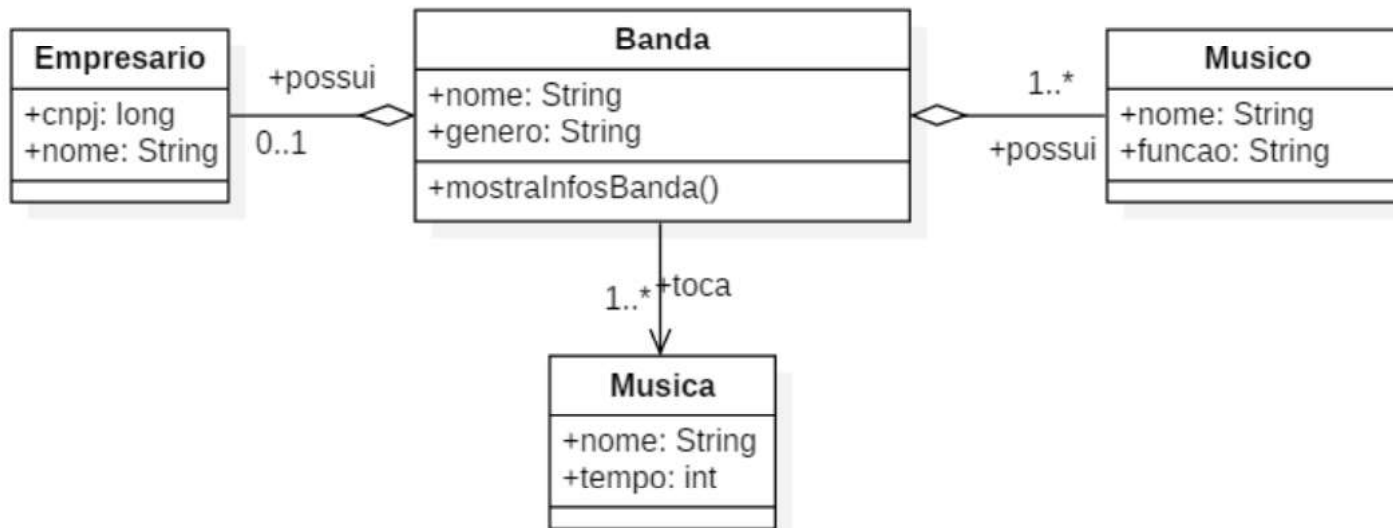 Empresario
+cnpj: long
+nome: String
+possui
0..1
Banda
+nome: String
+genero: String
+mostraInfosBanda()
1..*
+possui
Musico
+nome: String
+funcao: String
1..*
+toca
Musica
+nome: String
+tempo: int